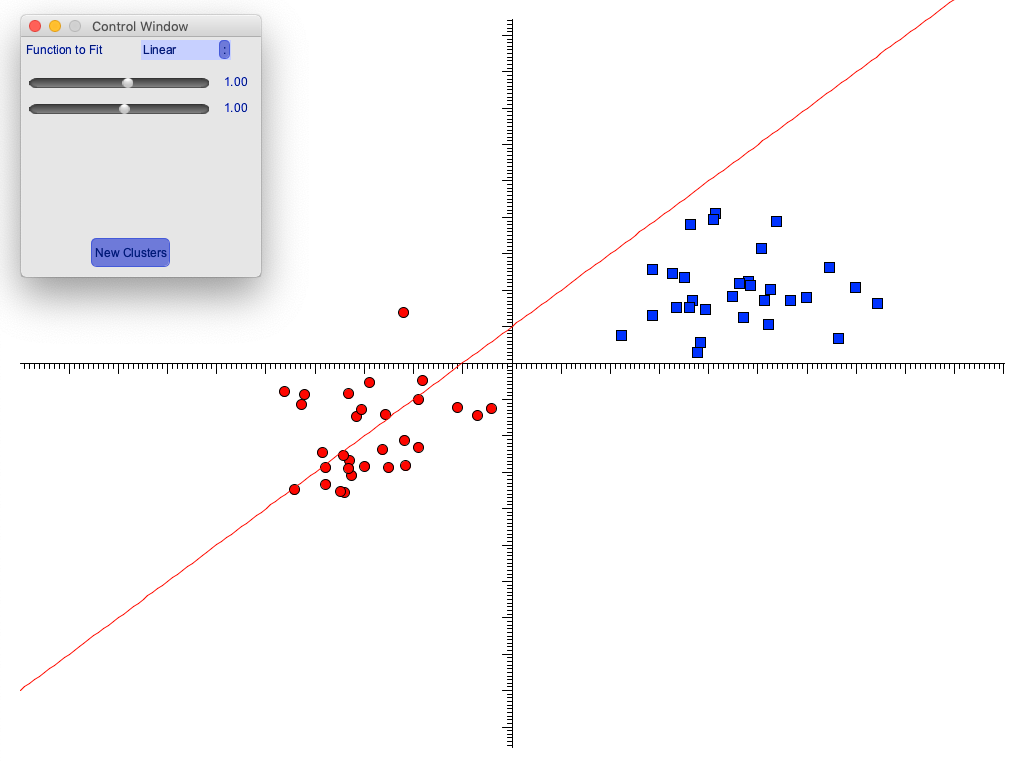 Control Window
Function to Fit Linear :
1.00
1.00
New Clusters